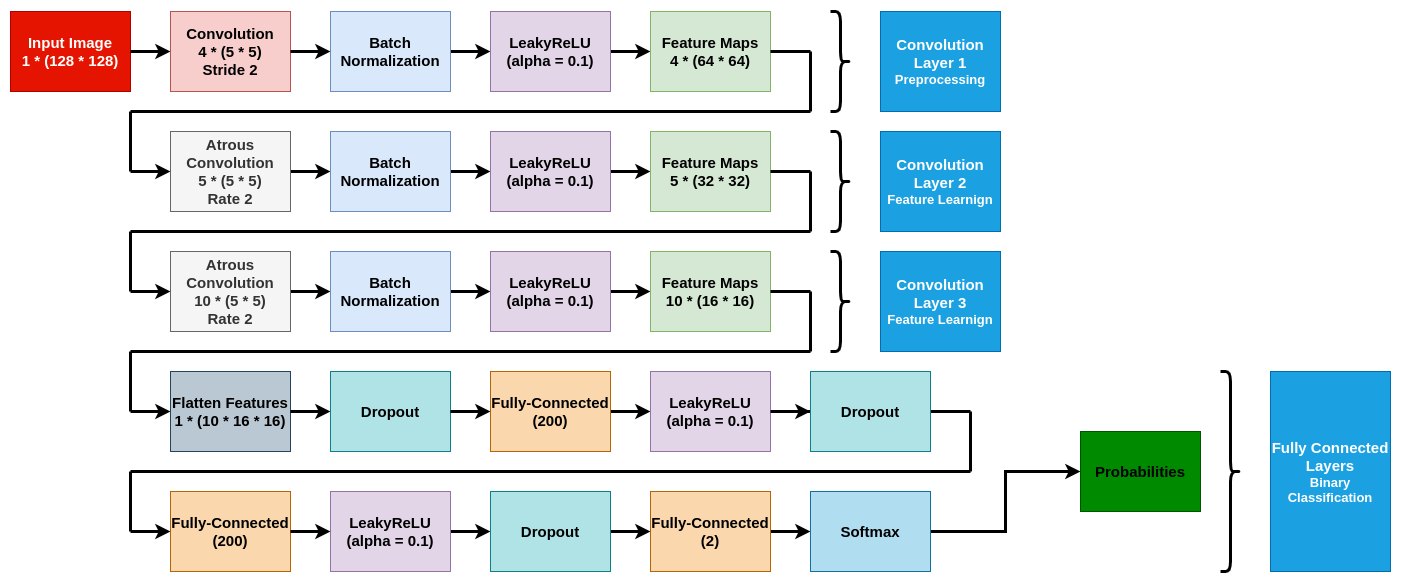 Input Image
1 * (128 * 128)
Convolution
4 * (5 * 5)
Stride 2
Batch
Normalization
LeakyReLU
(alpha = 0.1)
Feature Maps
4 * (64 * 64)
Convolution
Layer 1
Preprocessing
Atrous
Convolution
5 * (5 * 5)
Rate 2
Batch
Normalization
LeakyReLU
(alpha = 0.1)
Feature Maps
5 * (32 * 32)
Convolution
Layer 2
Feature Learnign
Atrous
Convolution
10 * (5 * 5)
Rate 2
Batch
Normalization
LeakyReLU
(alpha = 0.1)
Feature Maps
10 * (16 * 16)
Convolution
Layer 3
Feature Learnign
Flatten Features
1 * (10 * 16 * 16)
Dropout
Fully-Connected
(200)
LeakyReLU
(alpha = 0.1)
Dropout
Fully-Connected
(200)
LeakyReLU
(alpha = 0.1)
Dropout
Fully-Connected
(2)
Softmax
Probabilities
Fully Connected
Layers
Binary
Classification